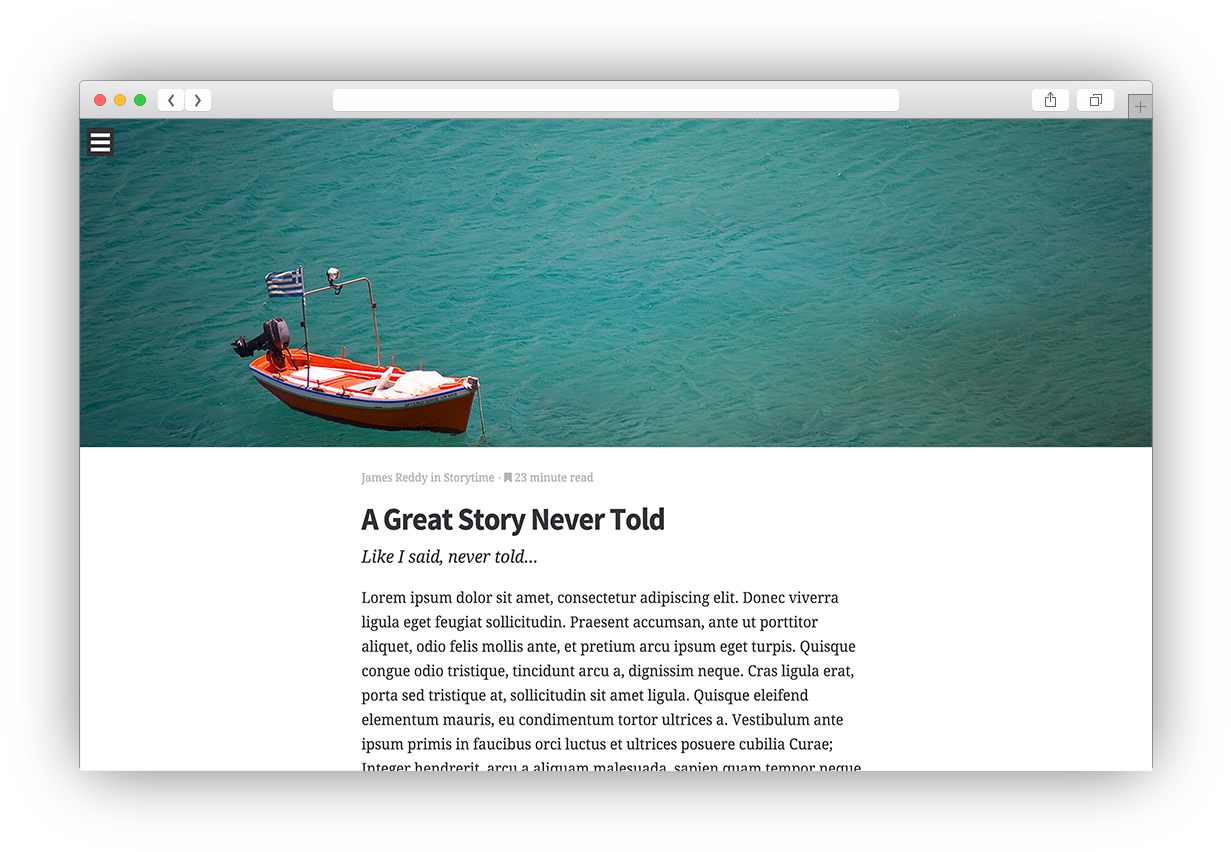 James Reddy in Storytime · 23 minute read
A Great Story Never Told
Like I said, never told...
Lorem ipsum dolor sit amet, consectetur adipiscing elit. Donec viverra
ligula eget feugiat sollicitudin. Praesent accumsan, ante ut porttitor
aliquet, odio felis mollis ante, et pretium arcu ipsum eget turpis. Quisque
congue odio tristique, tincidunt arcu a, dignissim neque. Cras ligula erat,
porta sed tristique at, sollicitudin sit amet ligula. Quisque eleifend
elementum mauris, eu condimentum tortor ultrices a. Vestibulum ante
ipsum primis in faucibus orci luctus et ultrices posuere cubilia Curae;
Integer hendrerit, arcu a aliquam malesuada, sapien quam tempor neque